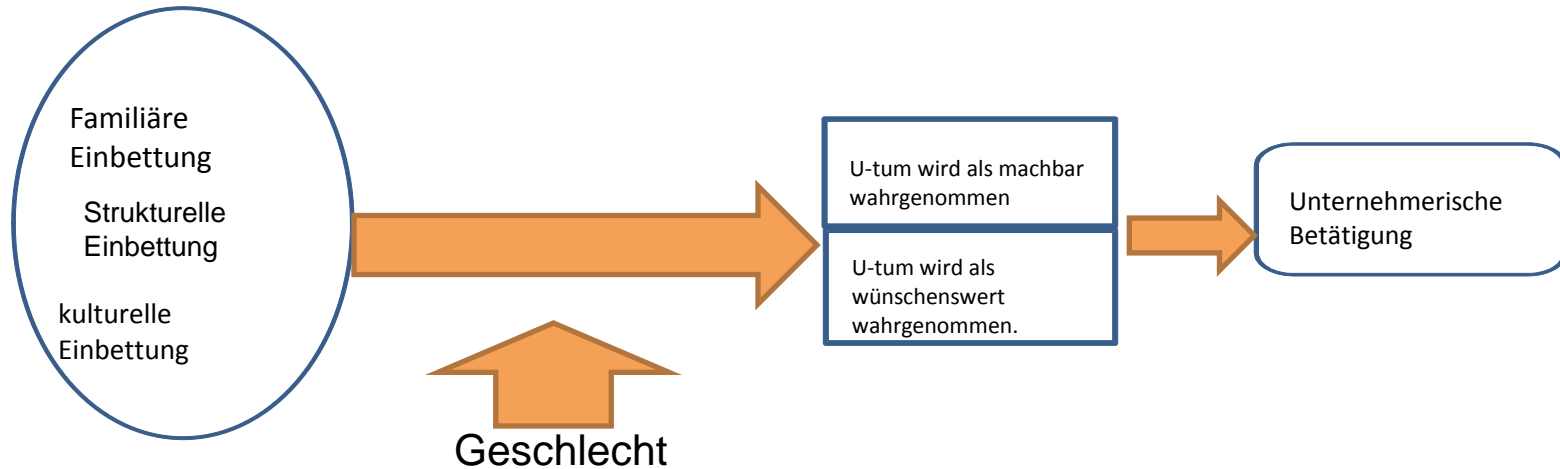 Familiäre
Einbettung
Strukturelle
Einbettung
kulturelle
Einbettung
U-tum wird als machbar
wahrgenommen
U-tum wird als
wünschenswert
wahrgenommen.
Unternehmerische
Betätigung
Geschlecht